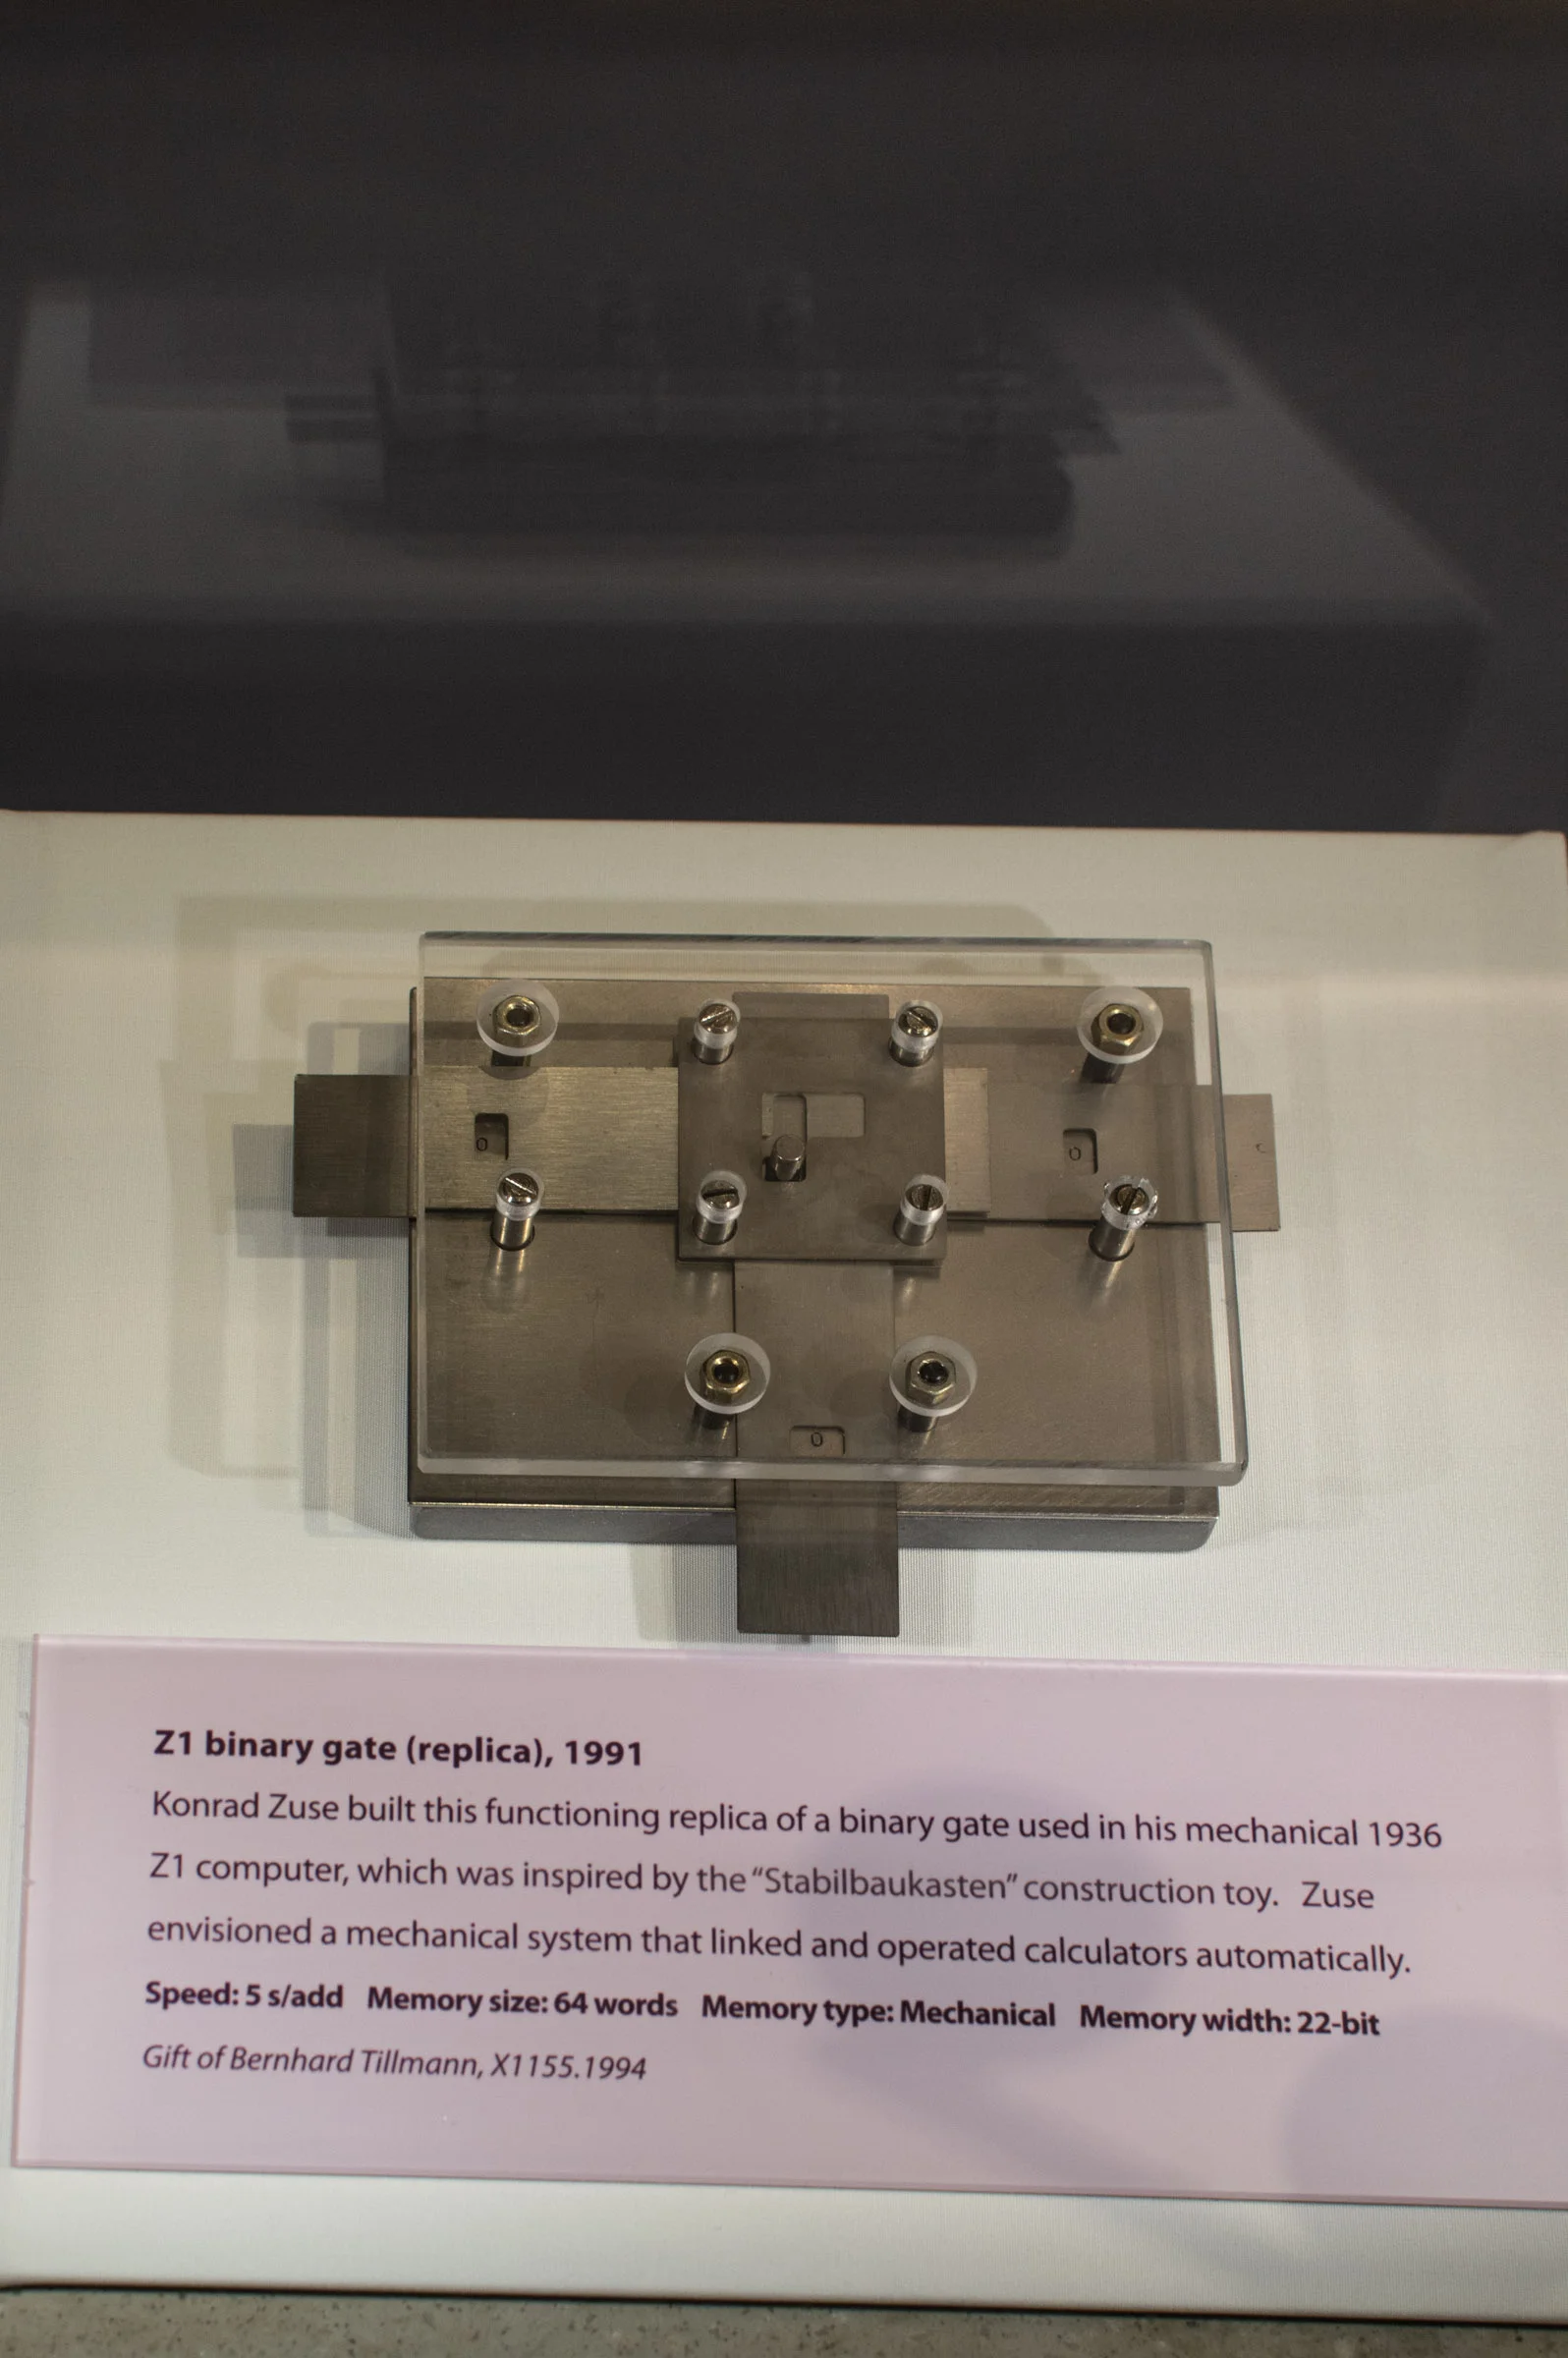 0
0
0
Z1 binary gate (replica), 1991
Konrad Zuse built this functioning replica of a binary gate used in his mechanical 1936
Z1 computer, which was inspired by the “Stabilbaukasten” construction toy. Zuse
envisioned a mechanical system that linked and operated calculators automatically.
Speed: 5 s/add Memory size: 64 words Memory type: Mechanical Memory width: 22-bit
Gift of Bernhard Tillmann, X1155.1994